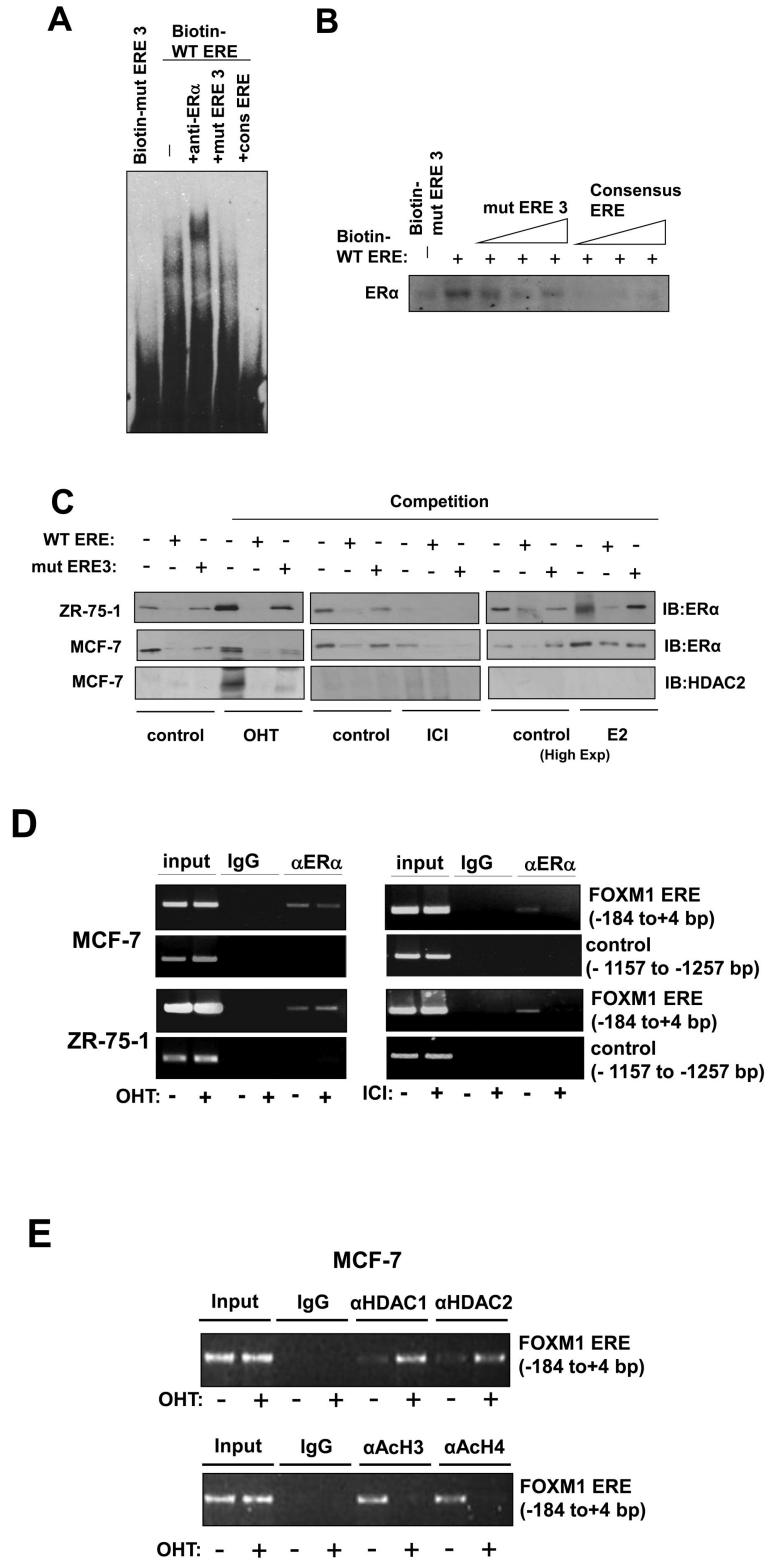 A
Biotin-mut ERE 3
Biotin-
WT ERE
–
+anti-ERα
+mut ERE 3
+cons ERE
B
Biotin-
mut ERE 3
mut ERE 3
Consensus
ERE
Biotin-
WT ERE: – + + + + + + +
ERα
C
Competition
WT ERE: - + - - + - - + - - + - - + - - + -
mut ERE3: - - + - - + - - + - - + - - + - - +
ZR-75-1 IB:ERα
MCF-7 IB:ERα
MCF-7 IB:HDAC2
control OHT control ICI control E2
(High Exp)
D
input IgG αERα input IgG αERα
MCF-7
FOXM1 ERE
(-184 to+4 bp)
control
(- 1157 to -1257 bp)
ZR-75-1
FOXM1 ERE
(-184 to+4 bp)
control
(- 1157 to -1257 bp)
OHT: - + - + - + ICI: - + - + - +
E
MCF-7
Input IgG αHDAC1 αHDAC2
FOXM1 ERE
(-184 to+4 bp)
OHT: - + - + - + - +
Input IgG αAcH3 αAcH4
FOXM1 ERE
(-184 to+4 bp)
OHT: - + - + - + - +